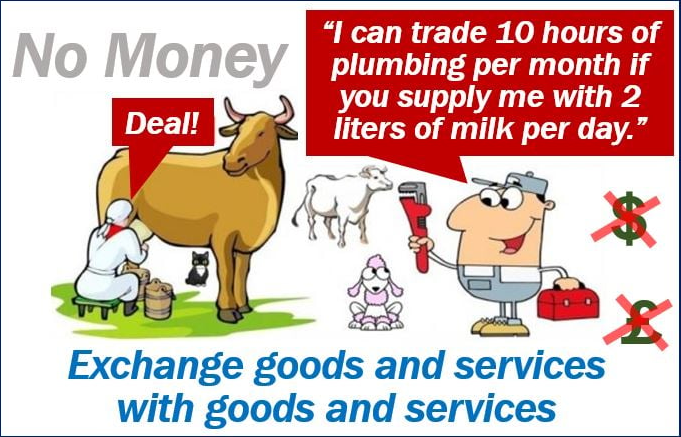 No Money
“I can trade 10 hours of
plumbing per month if
you supply me with 2
liters of milk per day.”
Deal!
$
£
Exchange goods and services
with goods and services